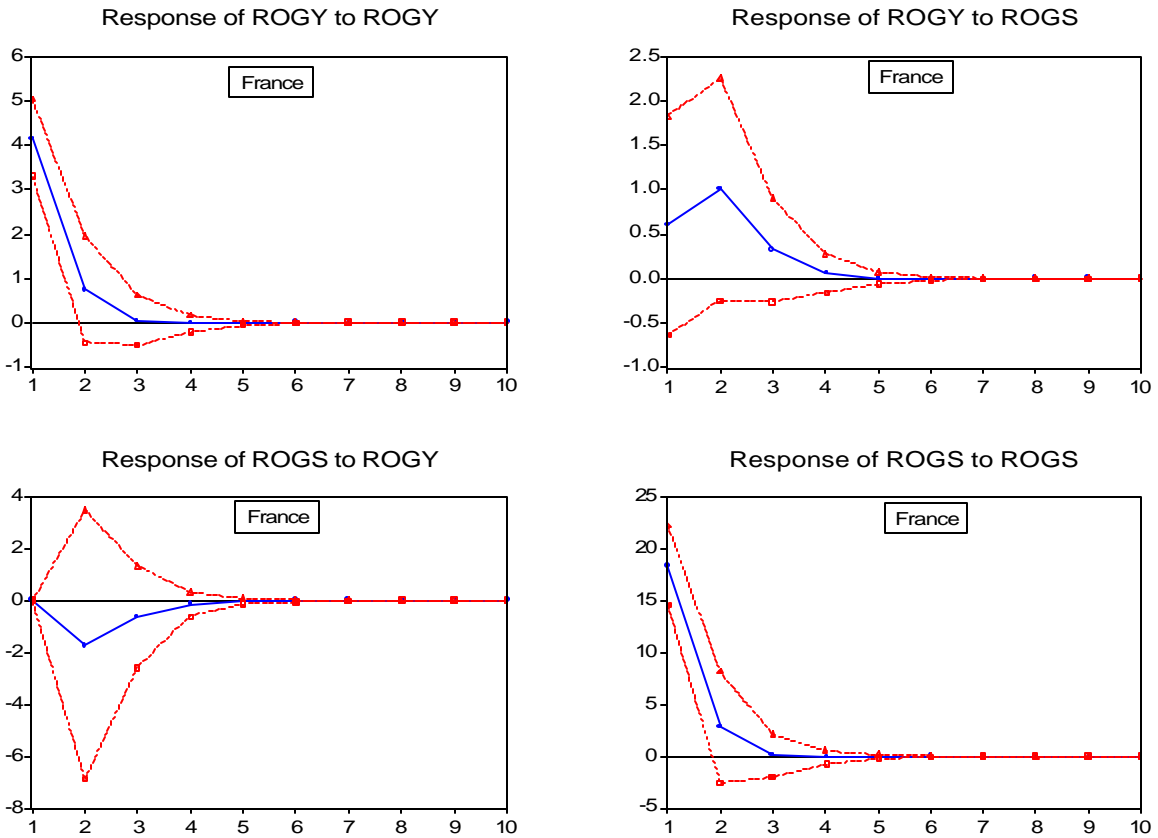 Response of ROGY to ROGY
France
6
5
4
3
2
1
0
-1
1 2 3 4 5 6 7 8 9 10
Response of ROGY to ROGS
France
2.5
2.0
1.5
1.0
0.5
0.0
-0.5
-1.0
1 2 3 4 5 6 7 8 9 10
Response of ROGS to ROGY
France
4
2
0
-2
-4
-6
-8
1 2 3 4 5 6 7 8 9 10
Response of ROGS to ROGS
France
25
20
15
10
5
0
-5
1 2 3 4 5 6 7 8 9 10